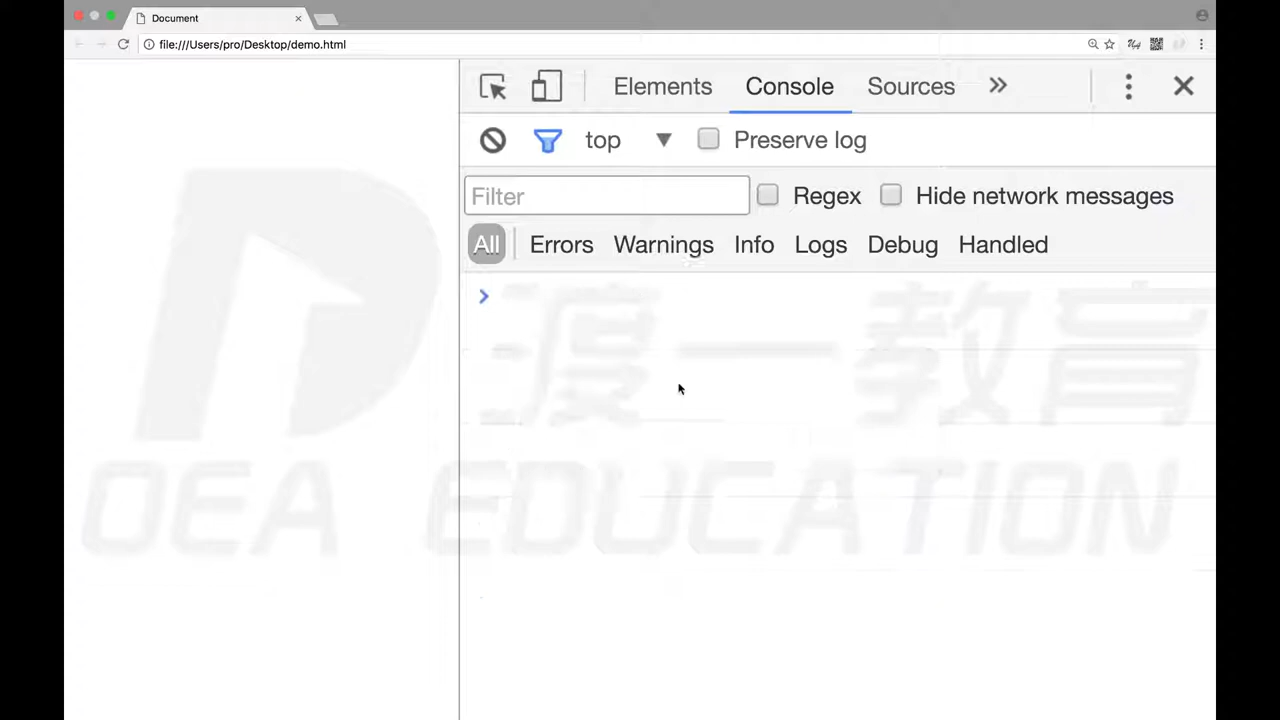 Document
file:///Users/pro/Desktop/demo.html
Elements Console Sources
top Preserve log
Filter Regex Hide network messages
All Errors Warnings Info Logs Debug Handled
渡一教育
DEA EDUCATION